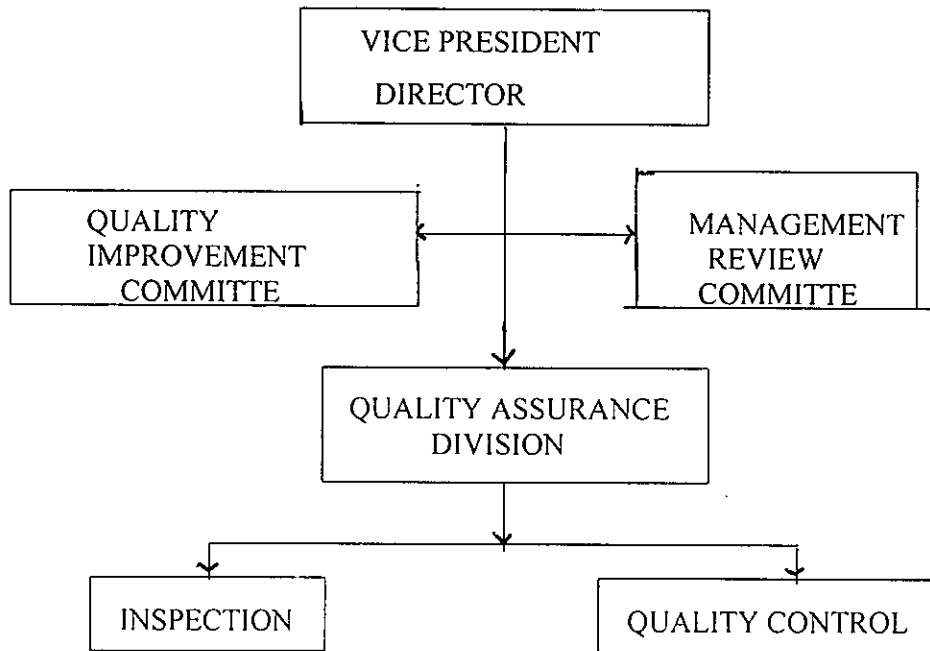 VICE PRESIDENT
DIRECTOR
QUALITY
IMPROVEMENT
COMMITTE
MANAGEMENT
REVIEW
COMMITTE
QUALITY ASSURANCE
DIVISION
INSPECTION
QUALITY CONTROL